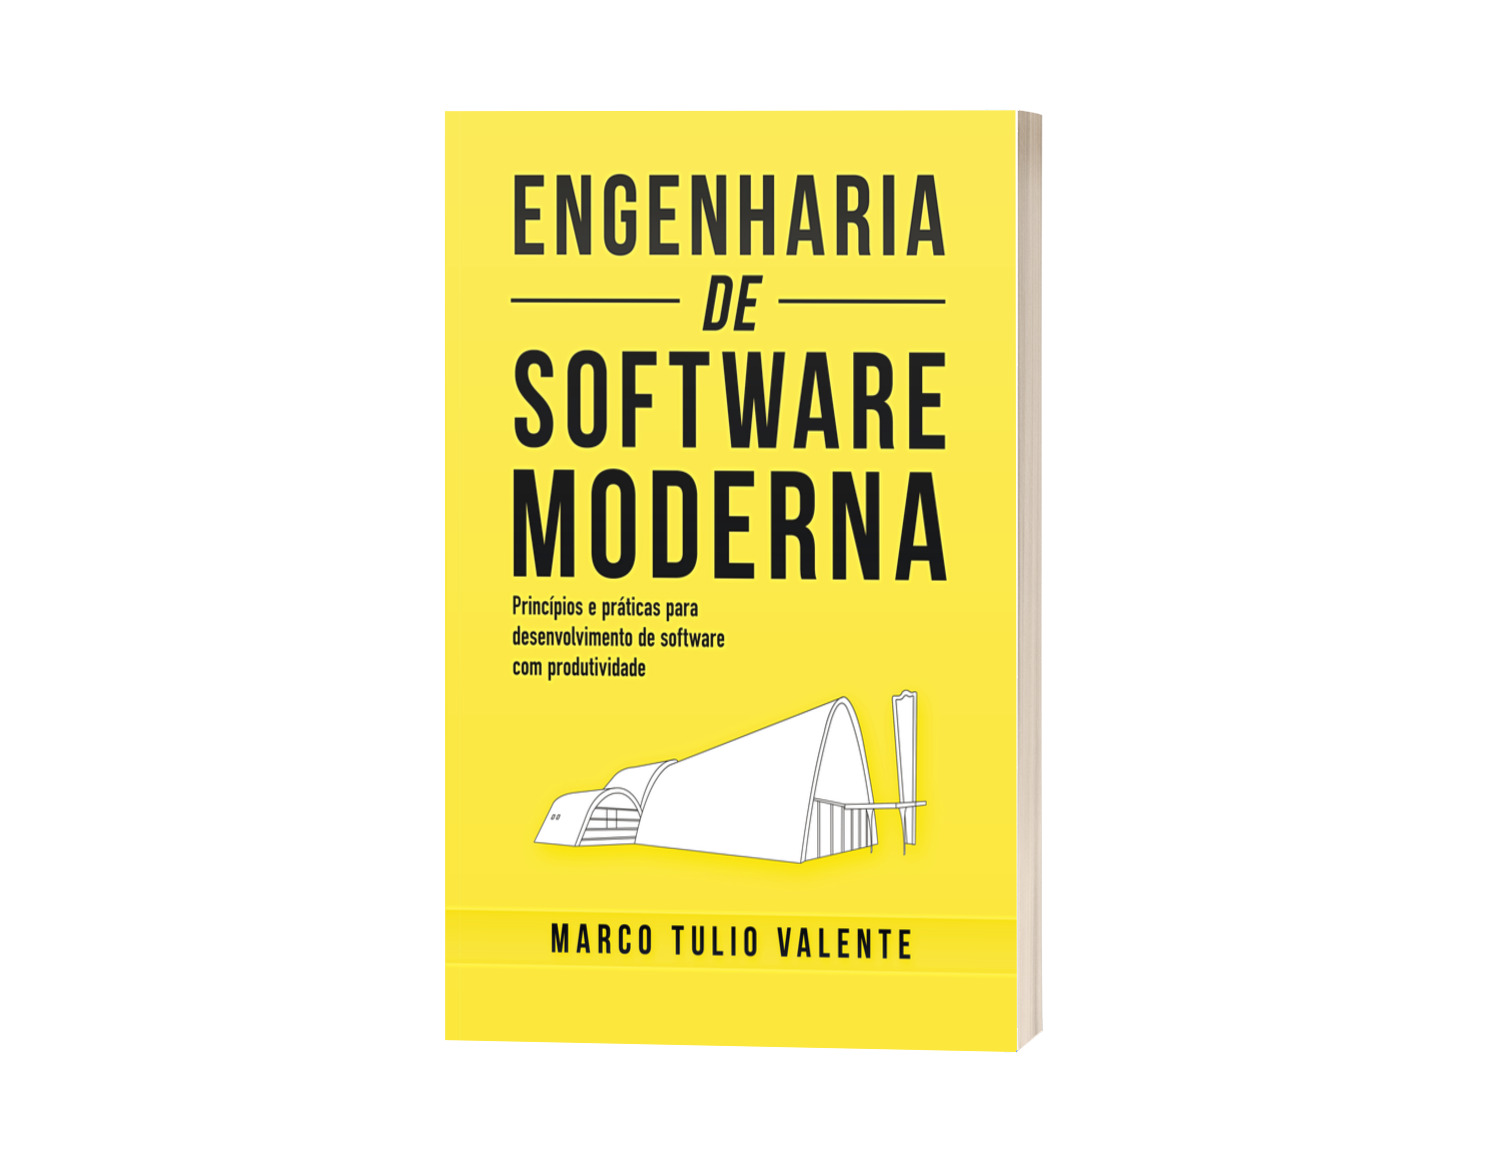 ENGENHARIA
DE
SOFTWARE
MODERNA
Princípios e práticas para
desenvolvimento de software
com produtividade
MARCO TULIO VALENTE